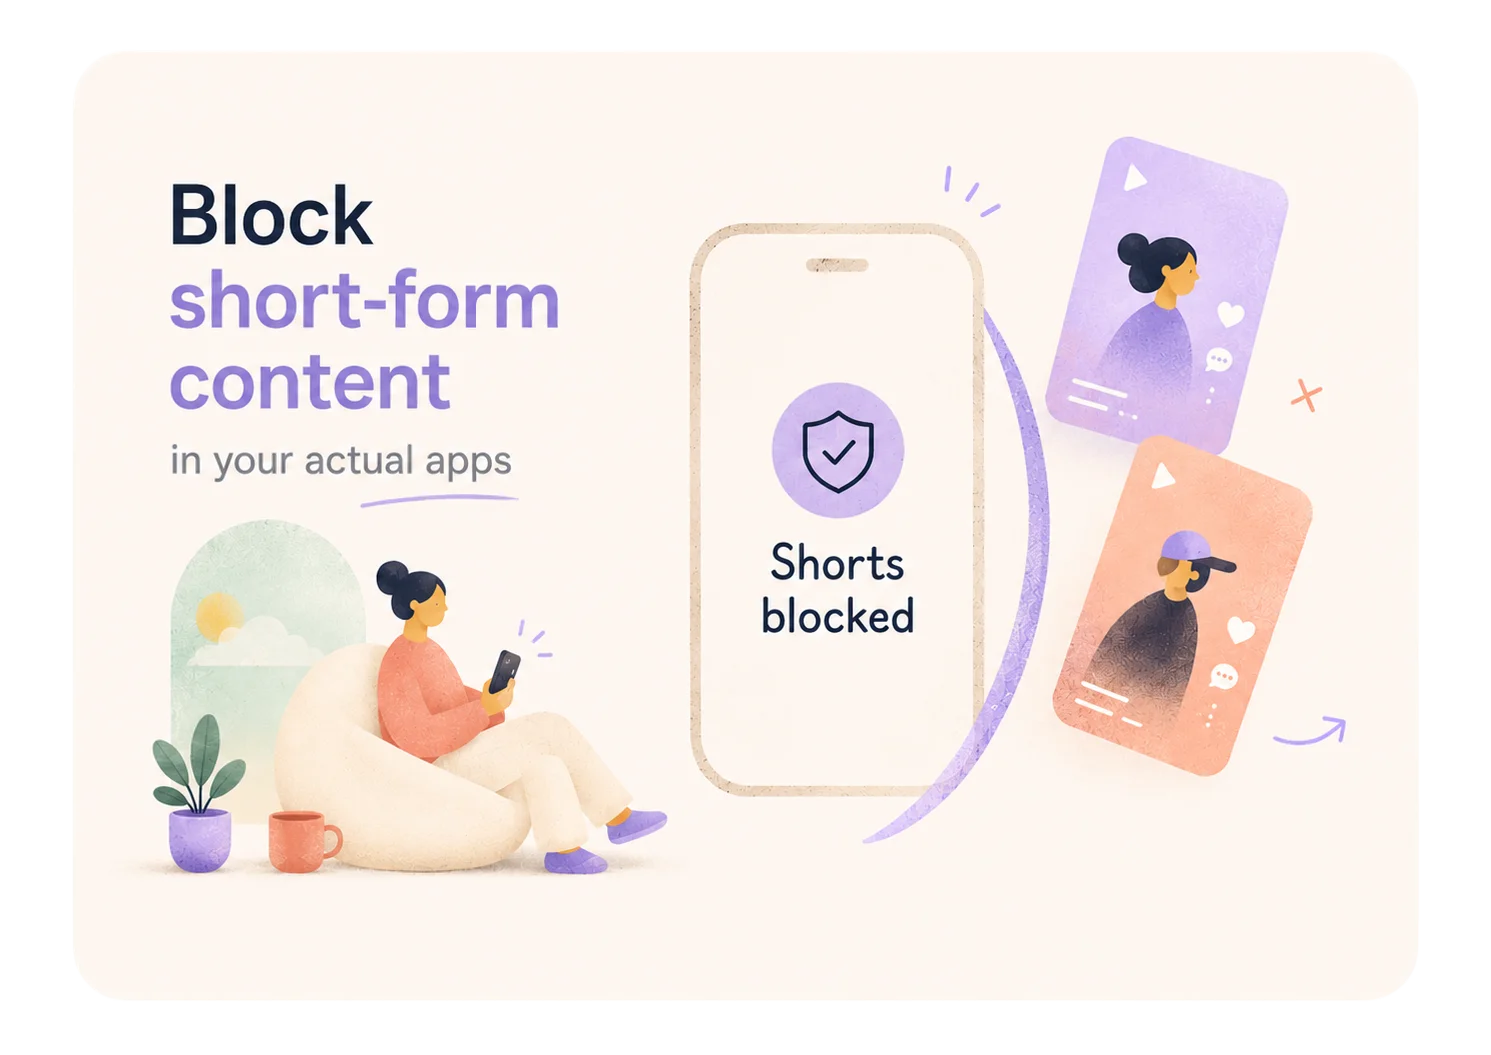 Block
short-form
content
in your actual apps
Shorts
blocked